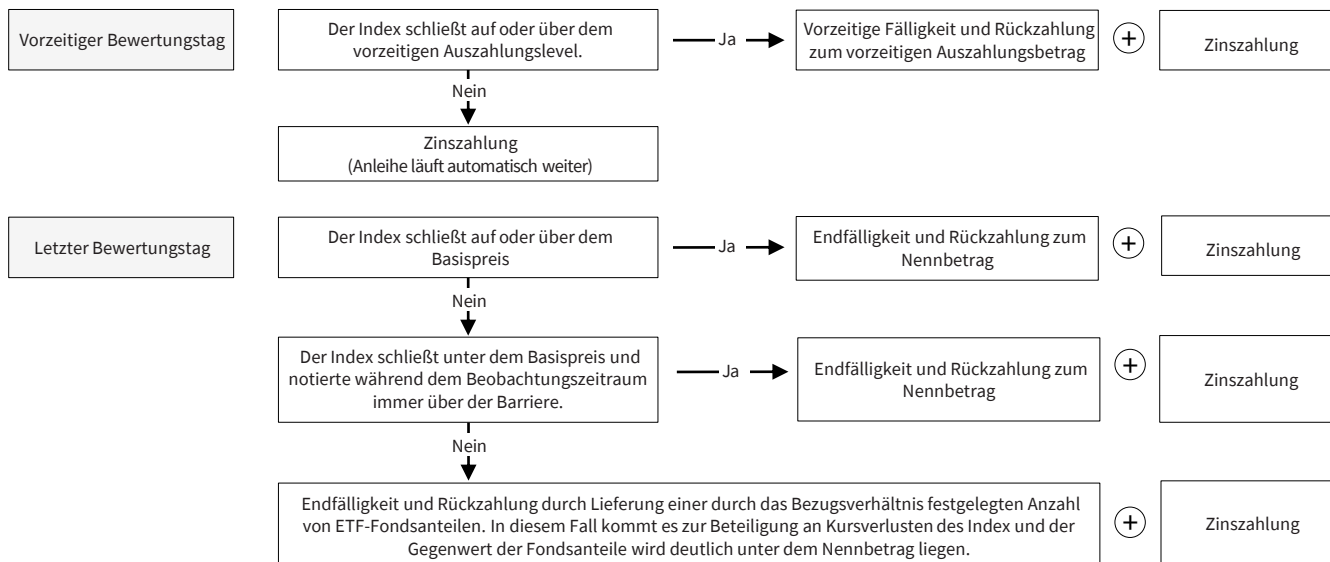 Vorzeitiger Bewertungstag
Der Index schließt auf oder über dem
vorzeitigen Auszahlungslevel.
Ja
Vorzeitige Fälligkeit und Rückzahlung
zum vorzeitigen Auszahlungsbetrag
+
Zinszahlung
Nein
Zinszahlung
(Anleihe läuft automatisch weiter)
Letzter Bewertungstag
Der Index schließt auf oder über dem
Basispreis
Ja
Endfälligkeit und Rückzahlung zum
Nennbetrag
+
Zinszahlung
Nein
Der Index schließt unter dem Basispreis und
notierte während dem Beobachtungszeitraum
immer über der Barriere.
Ja
Endfälligkeit und Rückzahlung zum
Nennbetrag
+
Zinszahlung
Nein
Endfälligkeit und Rückzahlung durch Lieferung einer durch das Bezugsverhältnis festgelegten Anzahl
von ETF-Fondsanteilen. In diesem Fall kommt es zur Beteiligung an Kursverlusten des Index und der
Gegenwert der Fondsanteile wird deutlich unter dem Nennbetrag liegen.
+
Zinszahlung